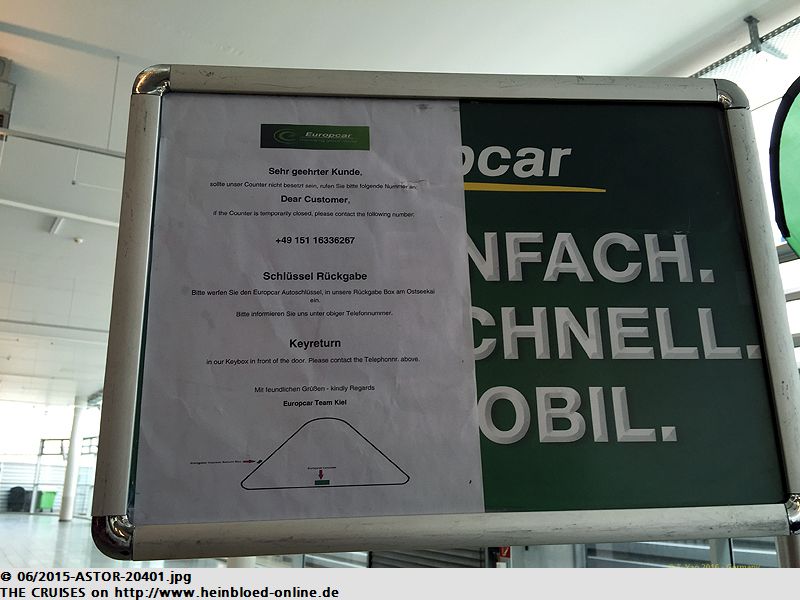 Europcar
Sehr geehrter Kunde,
sollte unser Counter nicht besetzt sein, rufen Sie bitte folgende Nummer an:
Dear Customer,
if the Counter is temporarily closed, please contact the following number:
+49 151 16336267
Schlüssel Rückgabe
Bitte werfen Sie den Europcar Autoschlüssel, in unsere Rückgabe Box am Ostseekai
ein.
Bitte informieren Sie uns unter obiger Telefonnummer.
Keyreturn
in our Keybox in front of the door. Please contact the Telephonnr. above.
Mit feundlichen Grüßen - kindly Regards
Europcar Team Kiel
pcar
NFACH.
CHNELL.
OBIL.
© 06/2015-ASTOR-20401.jpg
THE CRUISES on http://www.heinbloed-online.de